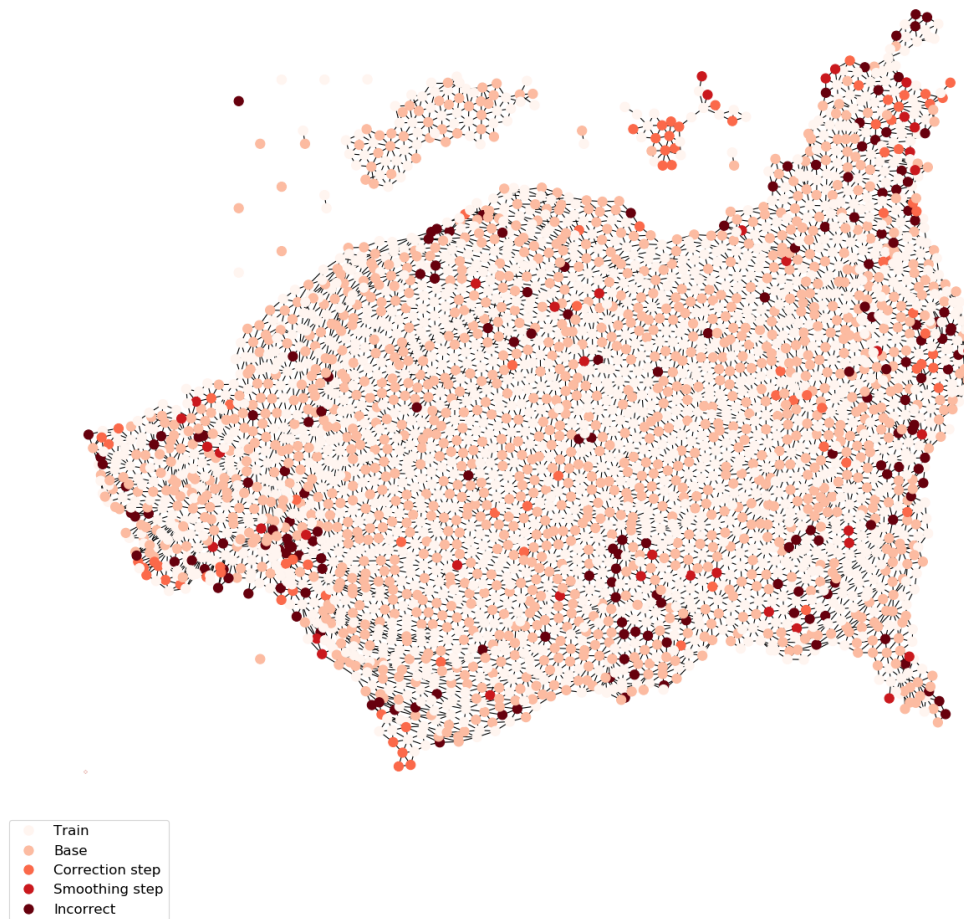 Train
Base
Correction step
Smoothing step
Incorrect